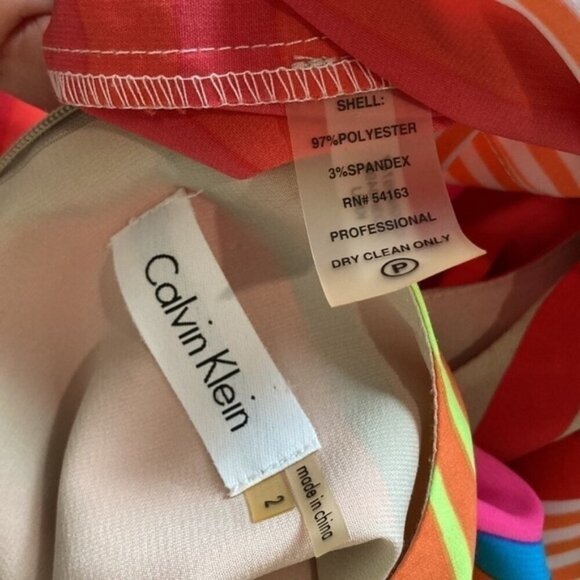 SHELL:
97%POLYESTER
3%SPANDEX
RN# 54163
PROFESSIONAL
DRY CLEAN ONLY
P
Calvin Klein
2
made in china